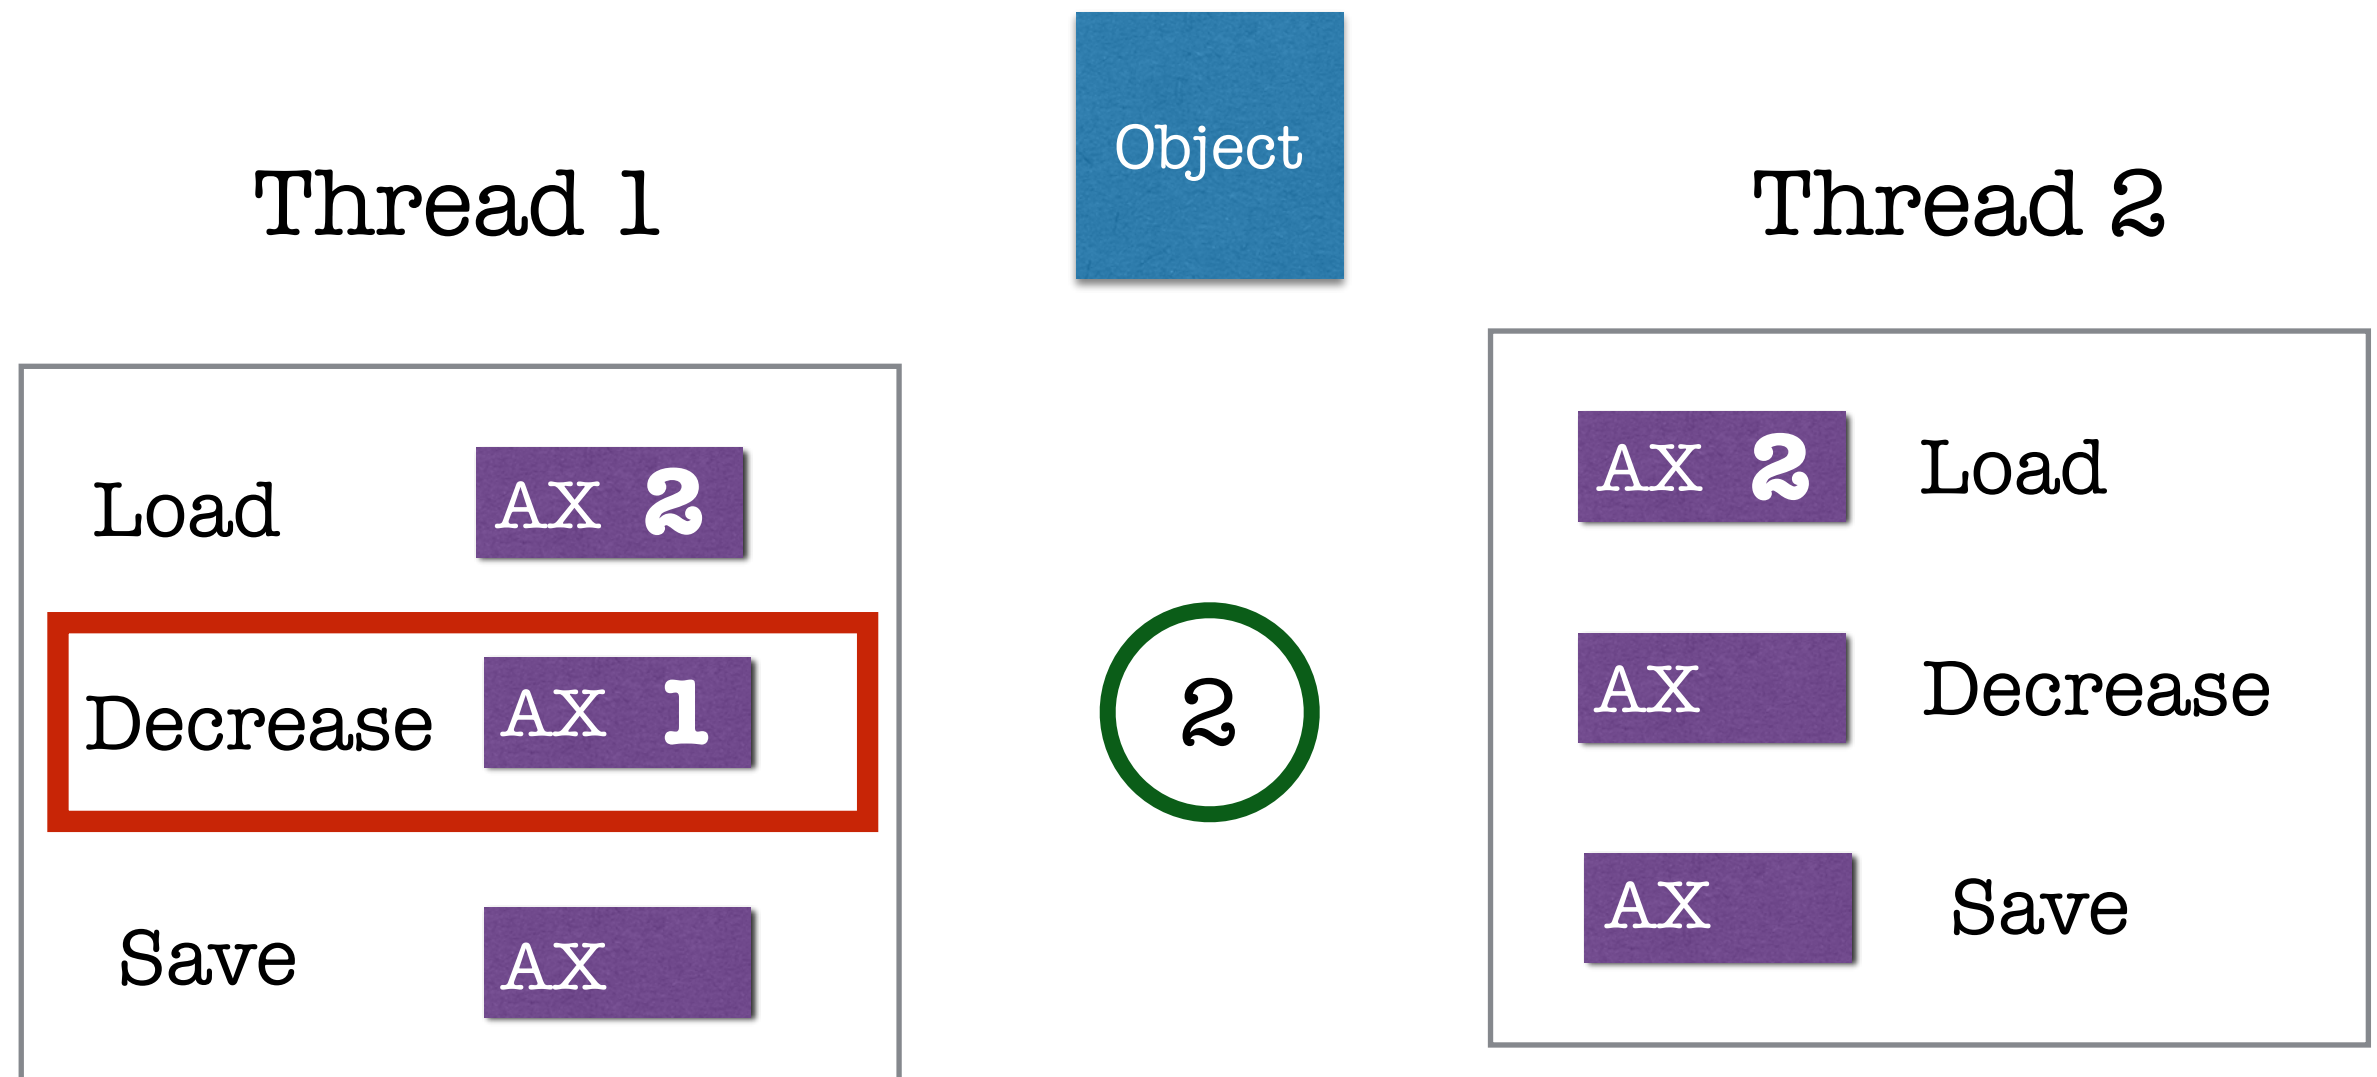 Object
Thread 1
Thread 2
Load AX 2
Decrease AX 1
Save AX
2
AX 2 Load
AX Decrease
AX Save